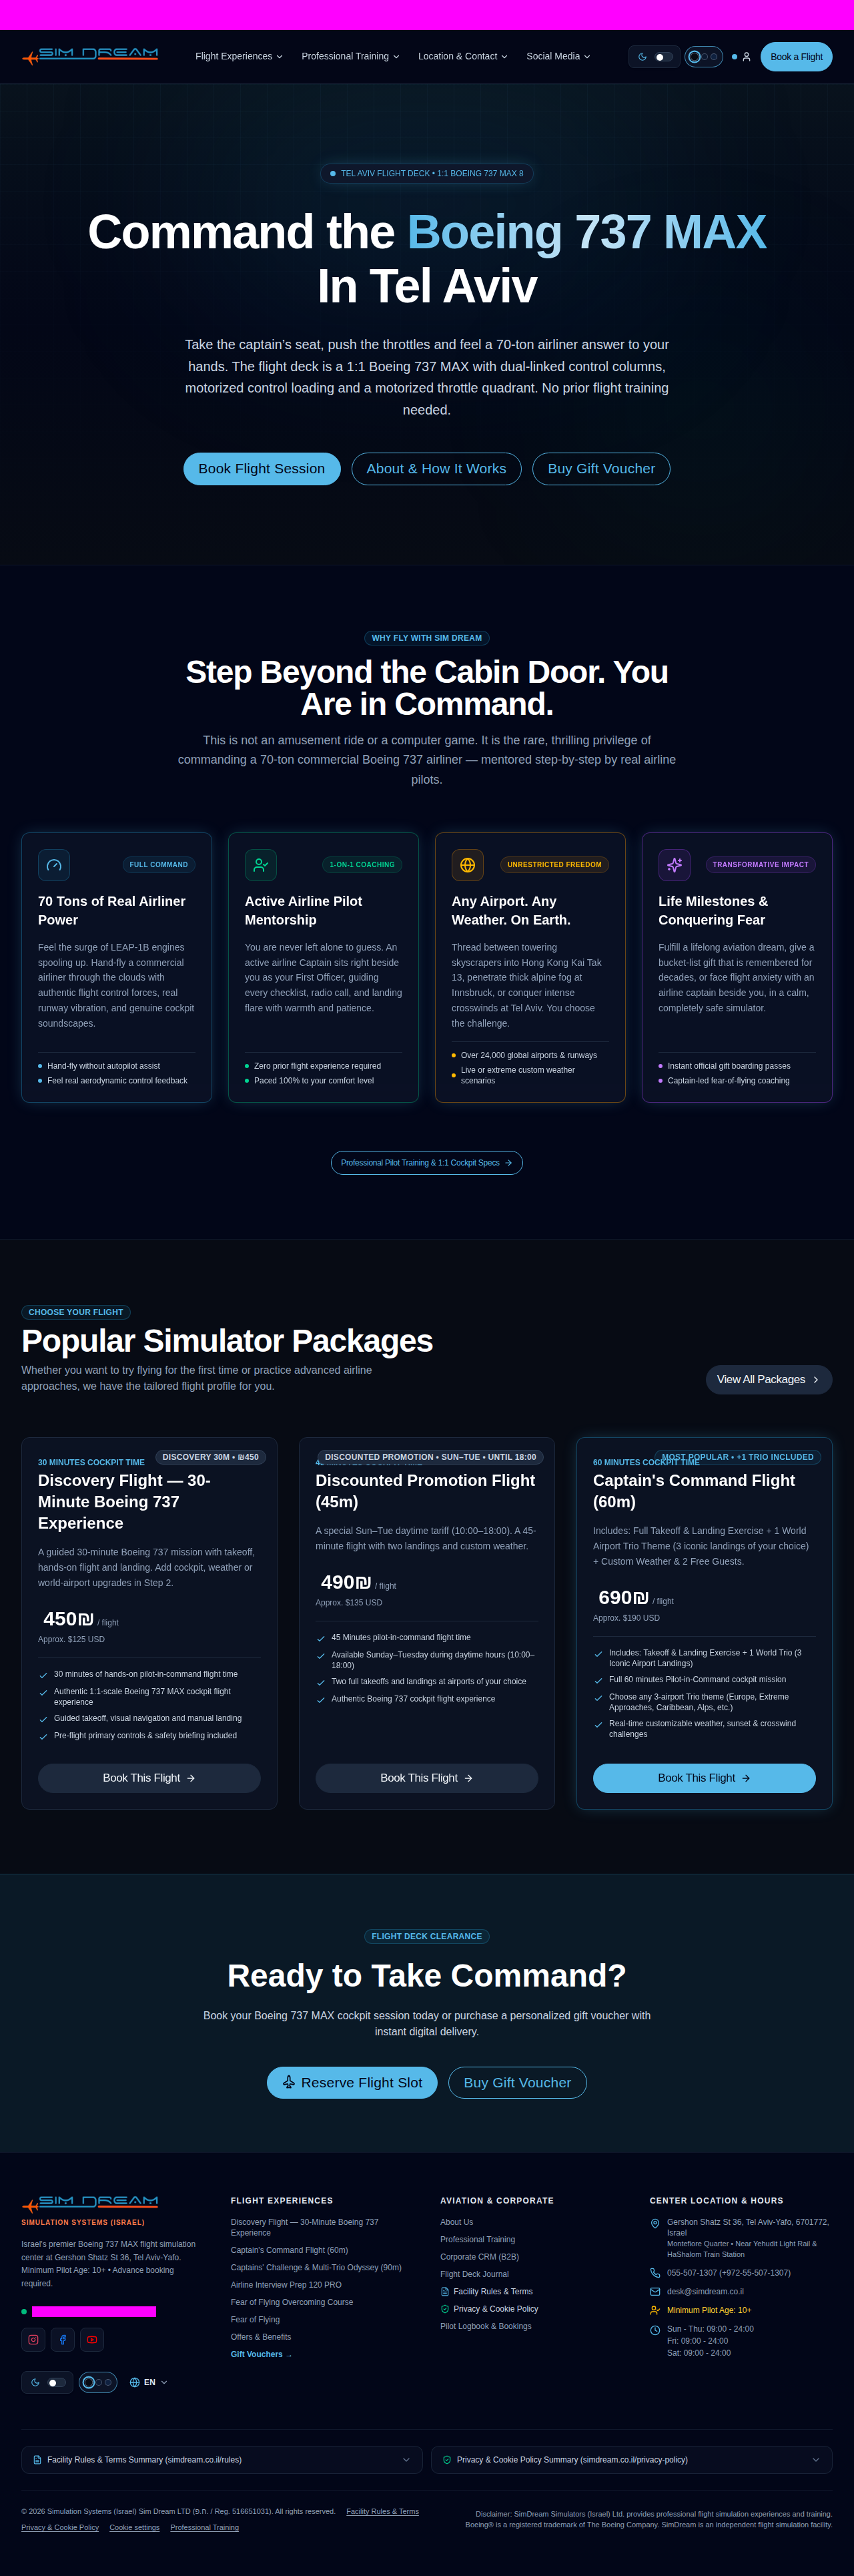 SIM DREAM
Flight Experiences
Professional Training
Location & Contact
Social Media
Book a Flight
TEL AVIV FLIGHT DECK • 1:1 BOEING 737 MAX 8
Command the Boeing 737 MAX
In Tel Aviv
Take the captain's seat, push the throttles and feel a 70-ton airliner answer to your
hands. The flight deck is a 1:1 Boeing 737 MAX with dual-linked control columns,
motorized control loading and a motorized throttle quadrant. No prior flight training
needed.
Book Flight Session
About & How It Works
Buy Gift Voucher
WHY FLY WITH SIM DREAM
Step Beyond the Cabin Door. You
Are in Command.
This is not an amusement ride or a computer game. It is the rare, thrilling privilege of
commanding a 70-ton commercial Boeing 737 airliner — mentored step-by-step by real airline
pilots.
FULL COMMAND
70 Tons of Real Airliner
Power
Feel the surge of LEAP-1B engines
spooling up. Hand-fly a commercial
airliner through the clouds with
authentic flight control forces, real
runway vibration, and genuine cockpit
soundscapes.
Hand-fly without autopilot assist
Feel real aerodynamic control feedback
1-ON-1 COACHING
Active Airline Pilot
Mentorship
You are never left alone to guess. An
active airline Captain sits right beside
you as your First Officer, guiding
every checklist, radio call, and landing
flare with warmth and patience.
Zero prior flight experience required
Paced 100% to your comfort level
UNRESTRICTED FREEDOM
Any Airport. Any
Weather. On Earth.
Thread between towering
skyscrapers into Hong Kong Kai Tak
13, penetrate thick alpine fog at
Innsbruck, or conquer intense
crosswinds at Tel Aviv. You choose
the challenge.
Over 24,000 global airports & runways
Live or extreme custom weather
scenarios
TRANSFORMATIVE IMPACT
Life Milestones &
Conquering Fear
Fulfill a lifelong aviation dream, give a
bucket-list gift that is remembered for
decades, or face flight anxiety with an
airline captain beside you, in a calm,
completely safe simulator.
Instant official gift boarding passes
Captain-led fear-of-flying coaching
Professional Pilot Training & 1:1 Cockpit Specs
CHOOSE YOUR FLIGHT
Popular Simulator Packages
Whether you want to try flying for the first time or practice advanced airline
approaches, we have the tailored flight profile for you.
View All Packages
DISCOVERY 30M • ₪450
30 MINUTES COCKPIT TIME
Discovery Flight — 30-
Minute Boeing 737
Experience
A guided 30-minute Boeing 737 mission with takeoff,
hands-on flight and landing. Add cockpit, weather or
world-airport upgrades in Step 2.
450₪ / flight
Approx. $125 USD
30 minutes of hands-on pilot-in-command flight time
Authentic 1:1-scale Boeing 737 MAX cockpit flight
experience
Guided takeoff, visual navigation and manual landing
Pre-flight primary controls & safety briefing included
Book This Flight
DISCOUNTED PROMOTION • SUN–TUE • UNTIL 18:00
Discounted Promotion Flight
(45m)
A special Sun–Tue daytime tariff (10:00–18:00). A 45-
minute flight with two landings and custom weather.
490₪ / flight
Approx. $135 USD
45 Minutes pilot-in-command flight time
Available Sunday–Tuesday during daytime hours (10:00–
18:00)
Two full takeoffs and landings at airports of your choice
Authentic Boeing 737 cockpit flight experience
Book This Flight
MOST POPULAR • +1 TRIO INCLUDED
60 MINUTES COCKPIT TIME
Captain's Command Flight
(60m)
Includes: Full Takeoff & Landing Exercise + 1 World
Airport Trio Theme (3 iconic landings of your choice)
+ Custom Weather & 2 Free Guests.
690₪ / flight
Approx. $190 USD
Includes: Takeoff & Landing Exercise + 1 World Trio (3
Iconic Airport Landings)
Full 60 minutes Pilot-in-Command cockpit mission
Choose any 3-airport Trio theme (Europe, Extreme
Approaches, Caribbean, Alps, etc.)
Real-time customizable weather, sunset & crosswind
challenges
Book This Flight
FLIGHT DECK CLEARANCE
Ready to Take Command?
Book your Boeing 737 MAX cockpit session today or purchase a personalized gift voucher with
instant digital delivery.
Reserve Flight Slot
Buy Gift Voucher
SIM DREAM
SIMULATION SYSTEMS (ISRAEL)
Israel's premier Boeing 737 MAX flight simulation
center at Gershon Shatz St 36, Tel Aviv-Yafo.
Minimum Pilot Age: 10+ • Advance booking
required.
EN
FLIGHT EXPERIENCES
Discovery Flight — 30-Minute Boeing 737
Experience
Captain's Command Flight (60m)
Captains' Challenge & Multi-Trio Odyssey (90m)
Airline Interview Prep 120 PRO
Fear of Flying Overcoming Course
Fear of Flying
Offers & Benefits
Gift Vouchers →
AVIATION & CORPORATE
About Us
Professional Training
Corporate CRM (B2B)
Flight Deck Journal
Facility Rules & Terms
Privacy & Cookie Policy
Pilot Logbook & Bookings
CENTER LOCATION & HOURS
Gershon Shatz St 36, Tel Aviv-Yafo, 6701772,
Israel
Montefiore Quarter • Near Yehudit Light Rail &
HaShalom Train Station
055-507-1307 (+972-55-507-1307)
desk@simdream.co.il
Minimum Pilot Age: 10+
Sun - Thu: 09:00 - 24:00
Fri: 09:00 - 24:00
Sat: 09:00 - 24:00
Facility Rules & Terms Summary (simdream.co.il/rules)
Privacy & Cookie Policy Summary (simdream.co.il/privacy-policy)
© 2026 Simulation Systems (Israel) Sim Dream LTD (ח.פ. / Reg. 516651031). All rights reserved.
Facility Rules & Terms
Privacy & Cookie Policy
Cookie settings
Professional Training
Disclaimer: SimDream Simulators (Israel) Ltd. provides professional flight simulation experiences and training.
Boeing® is a registered trademark of The Boeing Company. SimDream is an independent flight simulation facility.